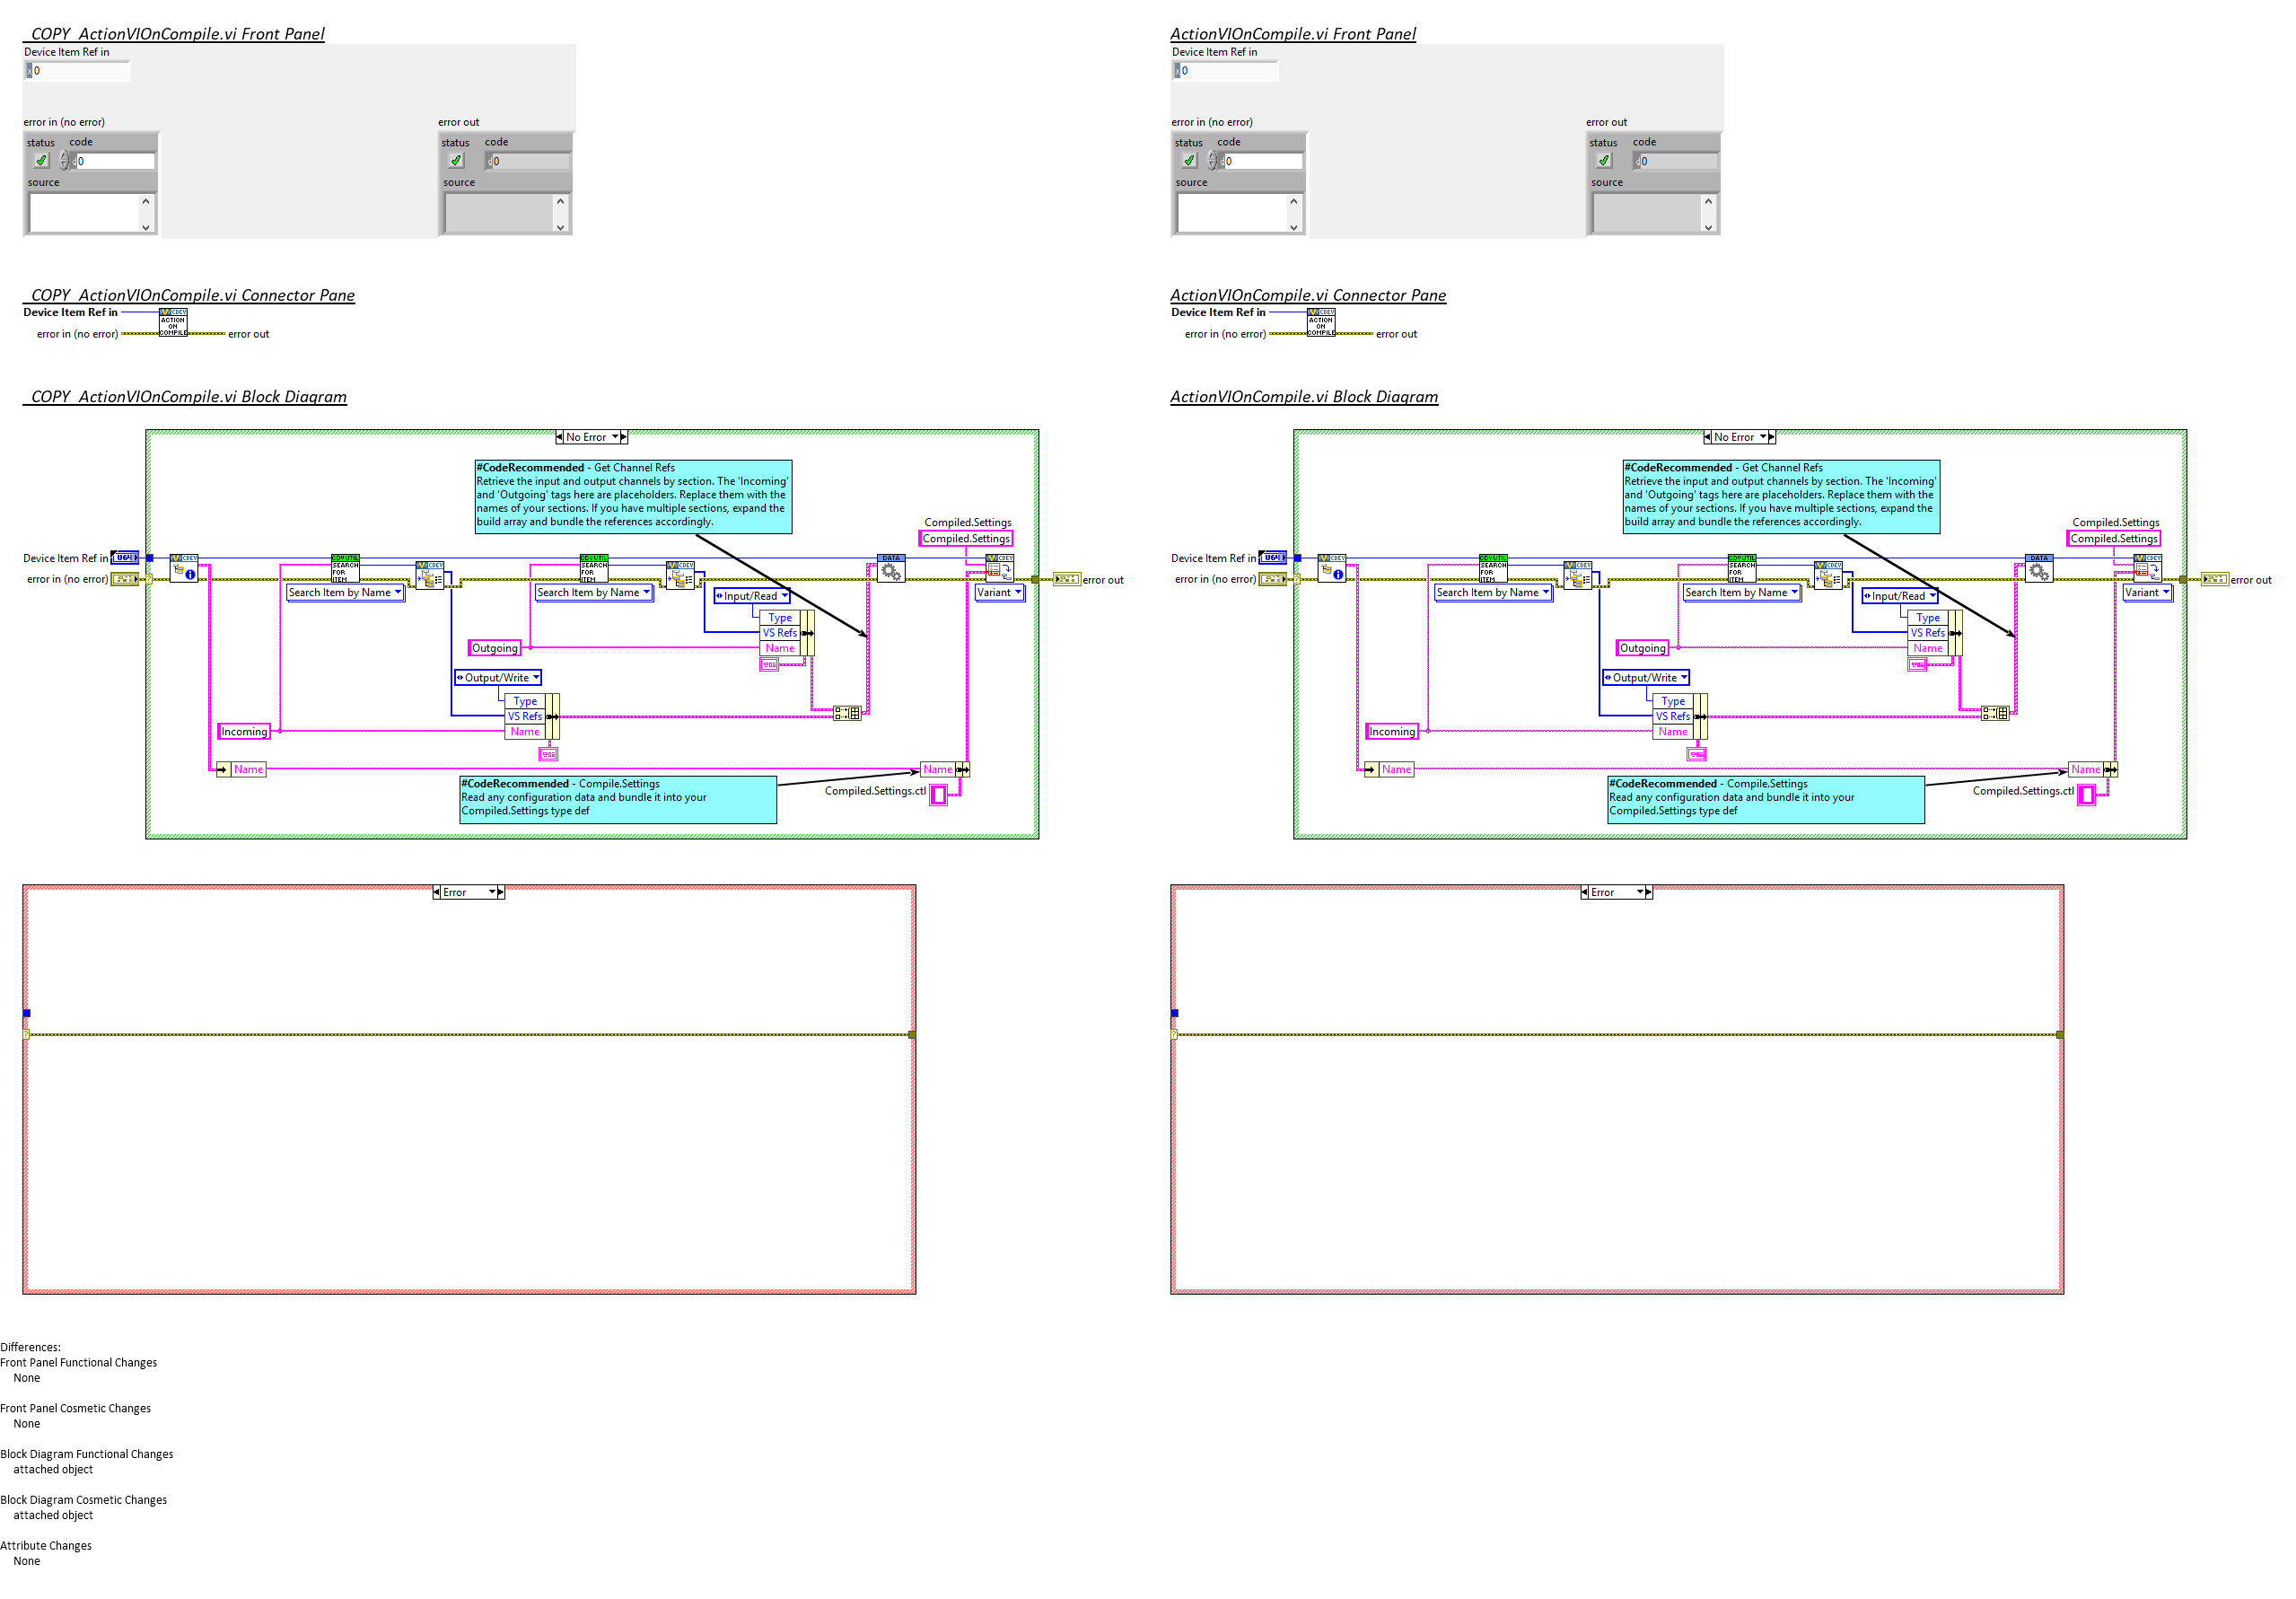 _COPY_ActionVIOnCompile.vi Front Panel
Device Item Ref in
x 0
error in (no error)
error out
status code
0
source
status code
0
source
_COPY_ActionVIOnCompile.vi Connector Pane
Device Item Ref in
error in (no error)
CDEV
ACTION
ON
COMPILE
error out
_COPY_ActionVIOnCompile.vi Block Diagram
No Error
#CodeRecommended - Get Channel Refs
Retrieve the input and output channels by section. The 'Incoming'
and 'Outgoing' tags here are placeholders. Replace them with the
names of your sections. If you have multiple sections, expand the
build array and bundle the references accordingly.
Compiled.Settings
Compiled.Settings
Device Item Ref in
U64
CDEV
SEARCH
FOR
ITEM
CDEV
SEARCH
FOR
ITEM
CDEV
DATA
CDEV
error in (no error)
error out
Search Item by Name
Search Item by Name
Input/Read
Variant
Type
VS Refs
Outgoing
Name
Output/Write
Type
VS Refs
Incoming
Name
Name
Name
#CodeRecommended - Compile.Settings
Read any configuration data and bundle it into your
Compiled.Settings type def
Compiled.Settings.ctl
Error
ActionVIOnCompile.vi Front Panel
Device Item Ref in
x 0
error in (no error)
error out
status code
0
source
status code
0
source
ActionVIOnCompile.vi Connector Pane
Device Item Ref in
error in (no error)
CDEV
ACTION
ON
COMPILE
error out
ActionVIOnCompile.vi Block Diagram
No Error
#CodeRecommended - Get Channel Refs
Retrieve the input and output channels by section. The 'Incoming'
and 'Outgoing' tags here are placeholders. Replace them with the
names of your sections. If you have multiple sections, expand the
build array and bundle the references accordingly.
Compiled.Settings
Compiled.Settings
Device Item Ref in
U64
CDEV
SEARCH
FOR
ITEM
CDEV
SEARCH
FOR
ITEM
CDEV
DATA
CDEV
error in (no error)
error out
Search Item by Name
Search Item by Name
Input/Read
Variant
Type
VS Refs
Outgoing
Name
Output/Write
Type
VS Refs
Incoming
Name
Name
Name
#CodeRecommended - Compile.Settings
Read any configuration data and bundle it into your
Compiled.Settings type def
Compiled.Settings.ctl
Error
Differences:
Front Panel Functional Changes
None
Front Panel Cosmetic Changes
None
Block Diagram Functional Changes
attached object
Block Diagram Cosmetic Changes
attached object
Attribute Changes
None